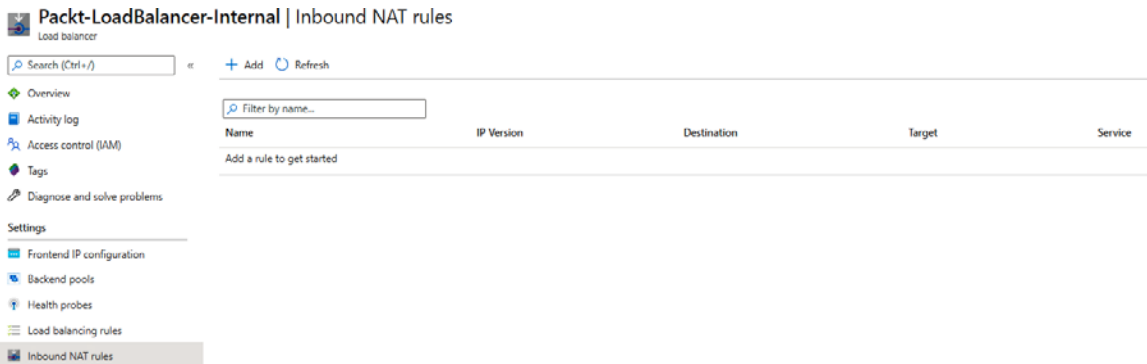 Packt-LoadBalancer-Internal | Inbound NAT rules
Load balancer
Search (Ctrl+/)
«
Add
Refresh
Overview
Activity log
Access control (IAM)
Tags
Diagnose and solve problems
Settings
Frontend IP configuration
Backend pools
Health probes
Load balancing rules
Inbound NAT rules
Filter by name...
Name IP Version Destination Target Service
Add a rule to get started